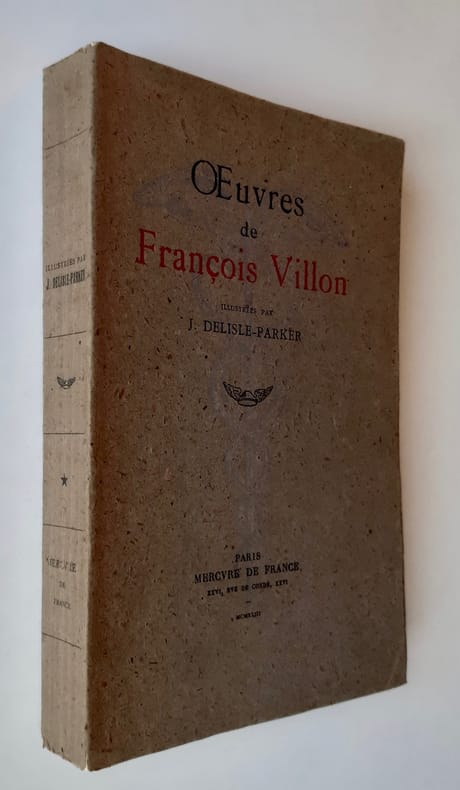 Œuvres
de
François Villon
ILLUSTRÉES PAR
J. DELISLE-PARKER
PARIS
MERCVRE DE FRANCE
XXVI, RVE DE CONDÉ, XXVI
MCMXLIII
ILLUSTRÉES PAR
J. DELISLE-PARKER
MERCVRE
DE
FRANCE